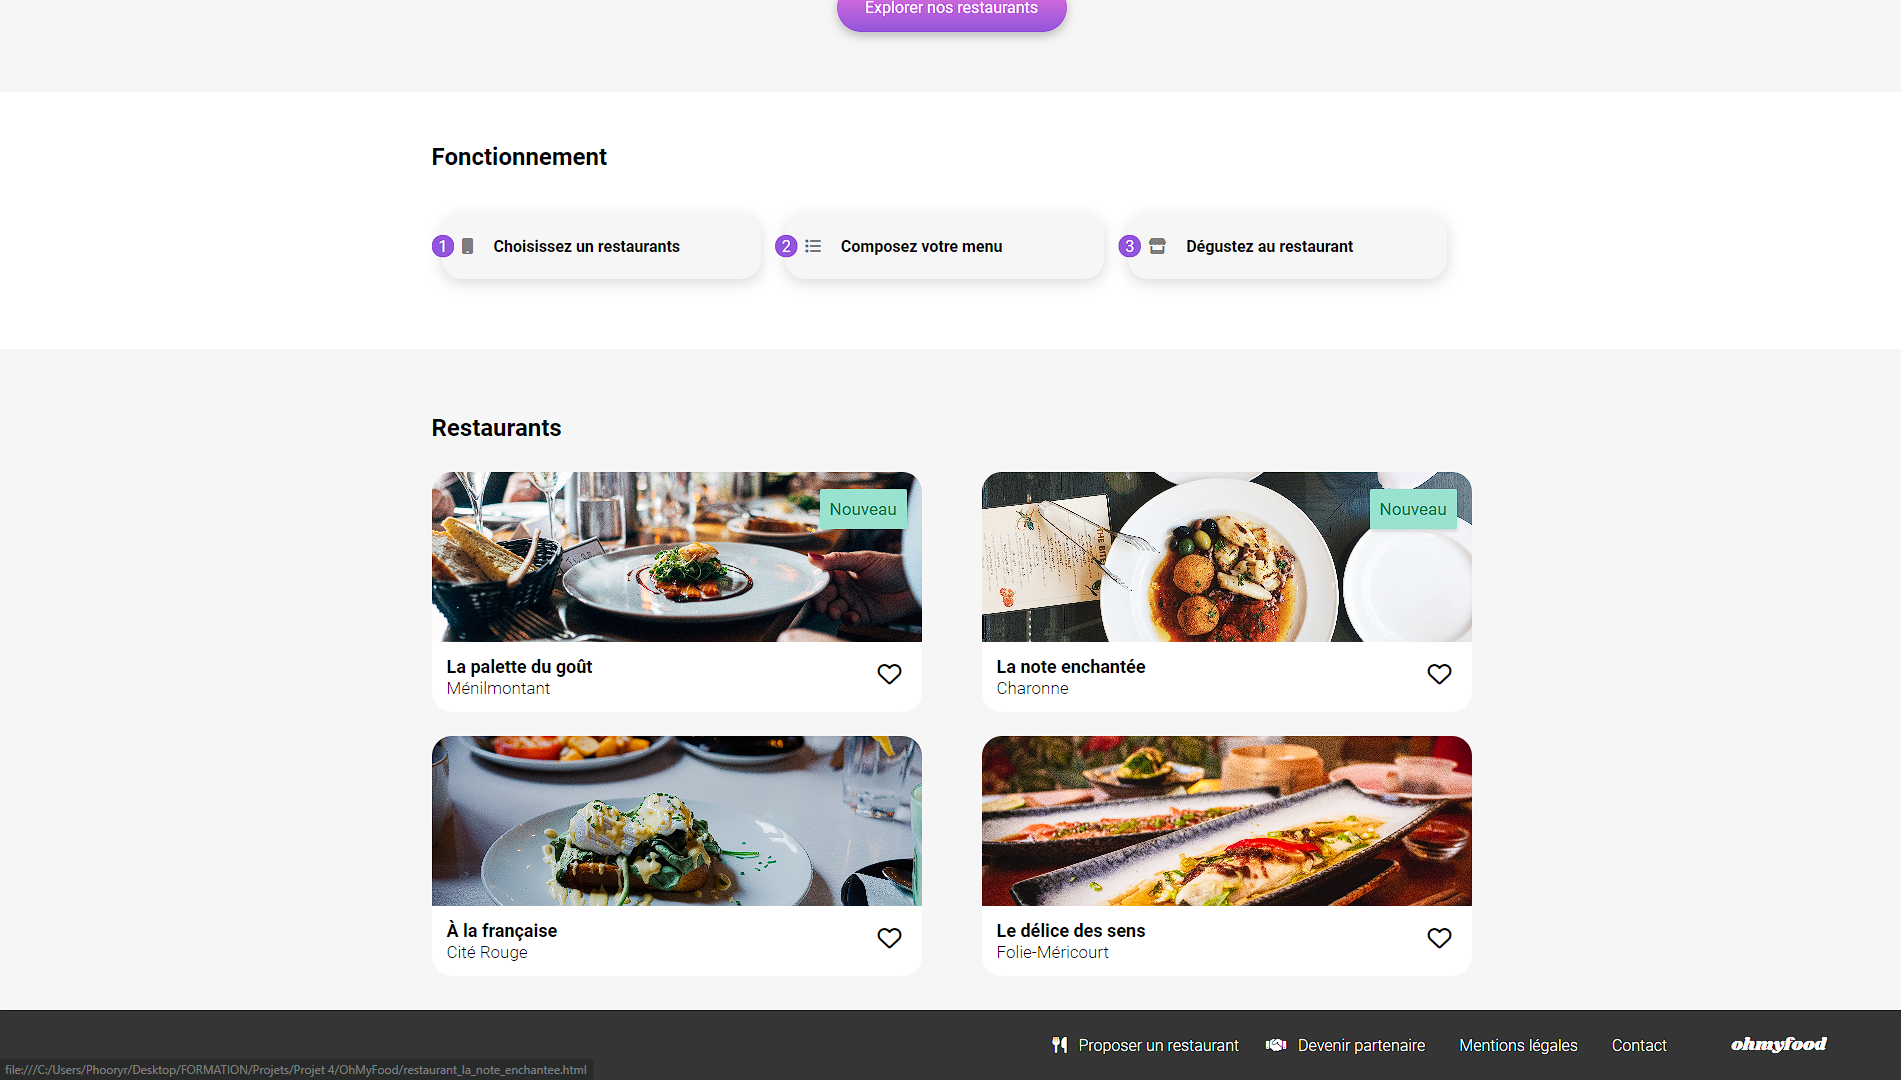 Explorer nos restaurants
Fonctionnement
1 Choisissez un restaurants
2 Composez votre menu
3 Dégustez au restaurant
Restaurants
Nouveau
La palette du goût
Ménilmontant
Nouveau
THE BITE
La note enchantée
Charonne
À la française
Cité Rouge
Le délice des sens
Folie-Méricourt
Proposer un restaurant
Devenir partenaire
Mentions légales
Contact
ohmyfood
file:///C:/Users/Phooryr/Desktop/FORMATION/Projets/Projet 4/OhMyFood/restaurant_la_note_enchantee.html